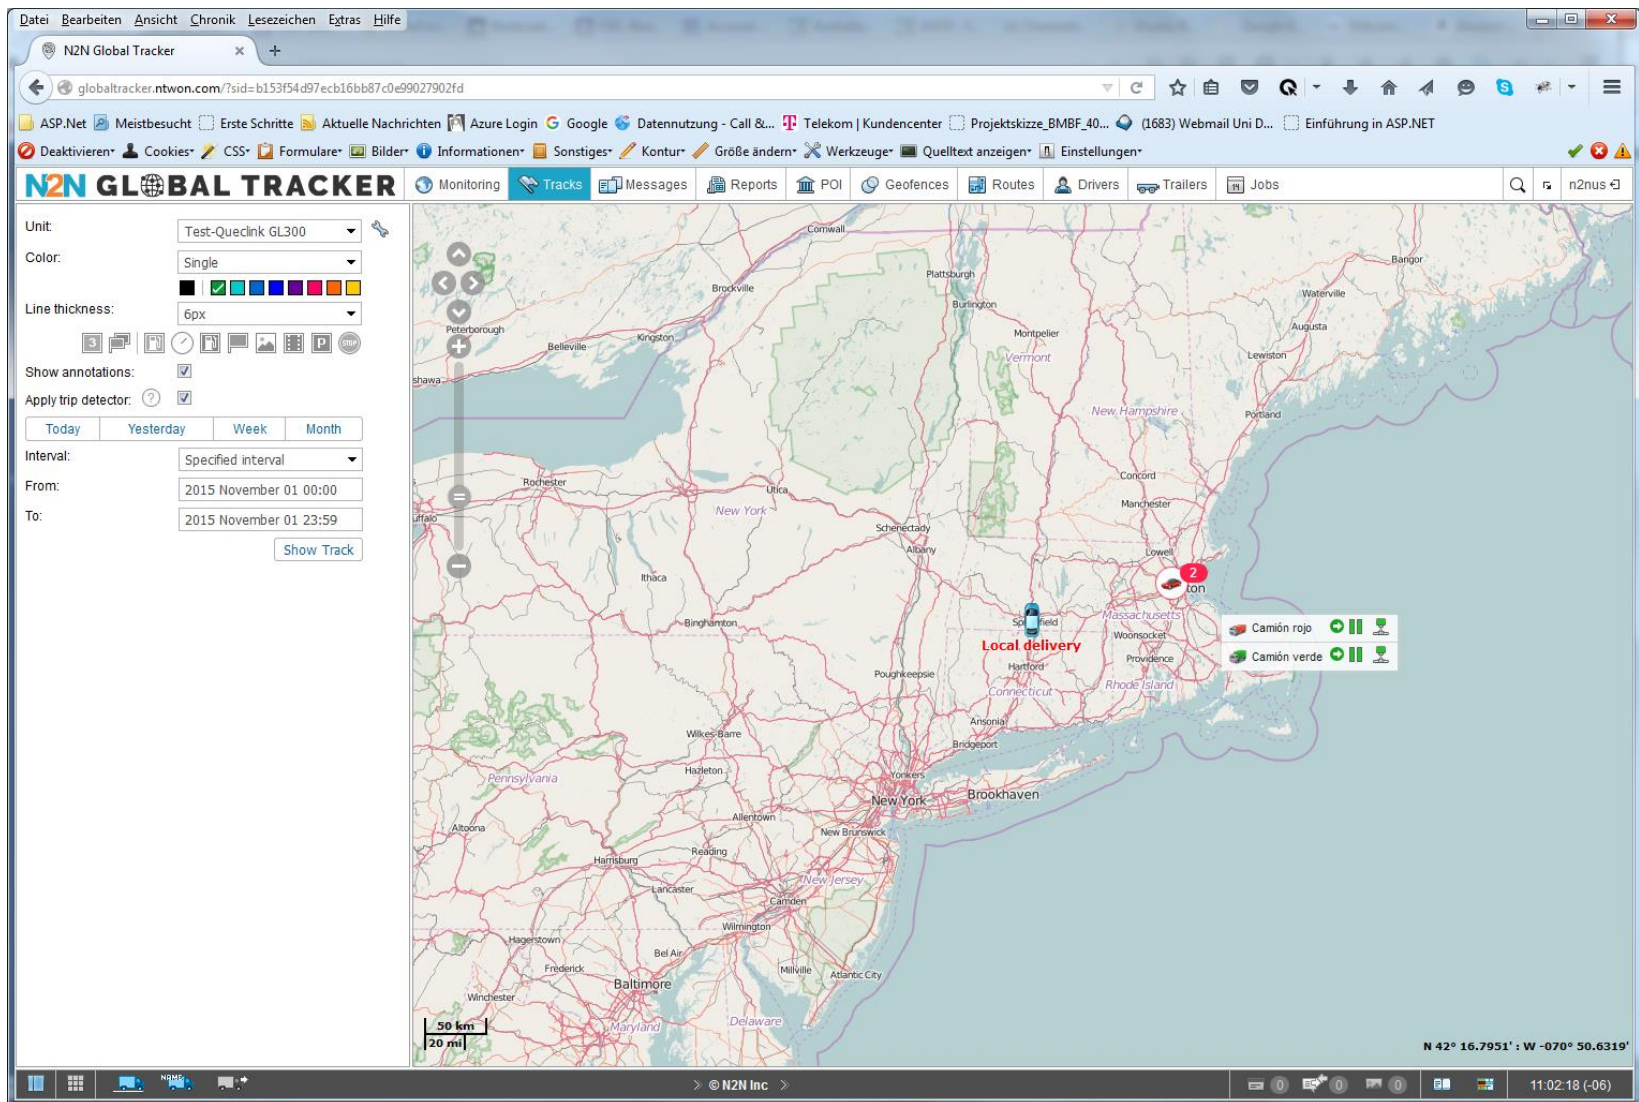 Datei Bearbeiten Ansicht Chronik Lesezeichen Extras Hilfe
N2N Global Tracker
globaltracker.ntwon.com/?sid=b153f54d97ecb16bb87c0e99027902fd
ASP.Net Meistbesucht Erste Schritte Aktuelle Nachrichten Azure Login Google Datennutzung - Call &... Telekom | Kundencenter Projektskizze_BMBF_40... (1683) Webmail Uni D... Einführung in ASP.NET
Deaktivieren Cookies CSS Formulare Bilder Informationen Sonstiges Kontur Größe ändern Werkzeuge Quelltext anzeigen Einstellungen
N2N GLOBAL TRACKER Monitoring Tracks Messages Reports POI Geofences Routes Drivers Trailers Jobs n2nus
Unit: Test-Queclink GL300
Color: Single
Line thickness: 6px
3 P STOP
Show annotations:
Apply trip detector: ?
Today Yesterday Week Month
Interval: Specified interval
From: 2015 November 01 00:00
To: 2015 November 01 23:59
Show Track
Cornwall
Bangor
Plattsburgh
Brockville
Waterville
Burlington
Peterborough
Augusta
Kingston
Montpelier
Belleville
Vermont
Lewiston
shawa
New Hampshire
Portland
Rochester
Concord
Utica
Manchester
New York
uffalo
Schenectady
Albany
Lowell
2
Ithaca
ton
Massachusetts
Binghamton
Sp field
Camión rojo
Woonsocket
Local delivery
Camión verde
Providence
Hartford
Poughkeepsie
Rhode Island
Connecticut
Ansonia
Wilkes-Barre
Bridgeport
Hazleton
Pennsylvania
Yonkers
New York
Brookhaven
Allentown
Altoona
New Brunswick
Reading
Harrisburg
New Jersey
Lancaster
Camden
Wilmington
Hagerstown
Bel Air
Frederick
Millville
Atlantic City
Baltimore
Winchester
Delaware
Maryland
50 km
20 mi
N 42° 16.7951' : W -070° 50.6319'
NAME
© N2N Inc
0 0 0
11:02:18 (-06)